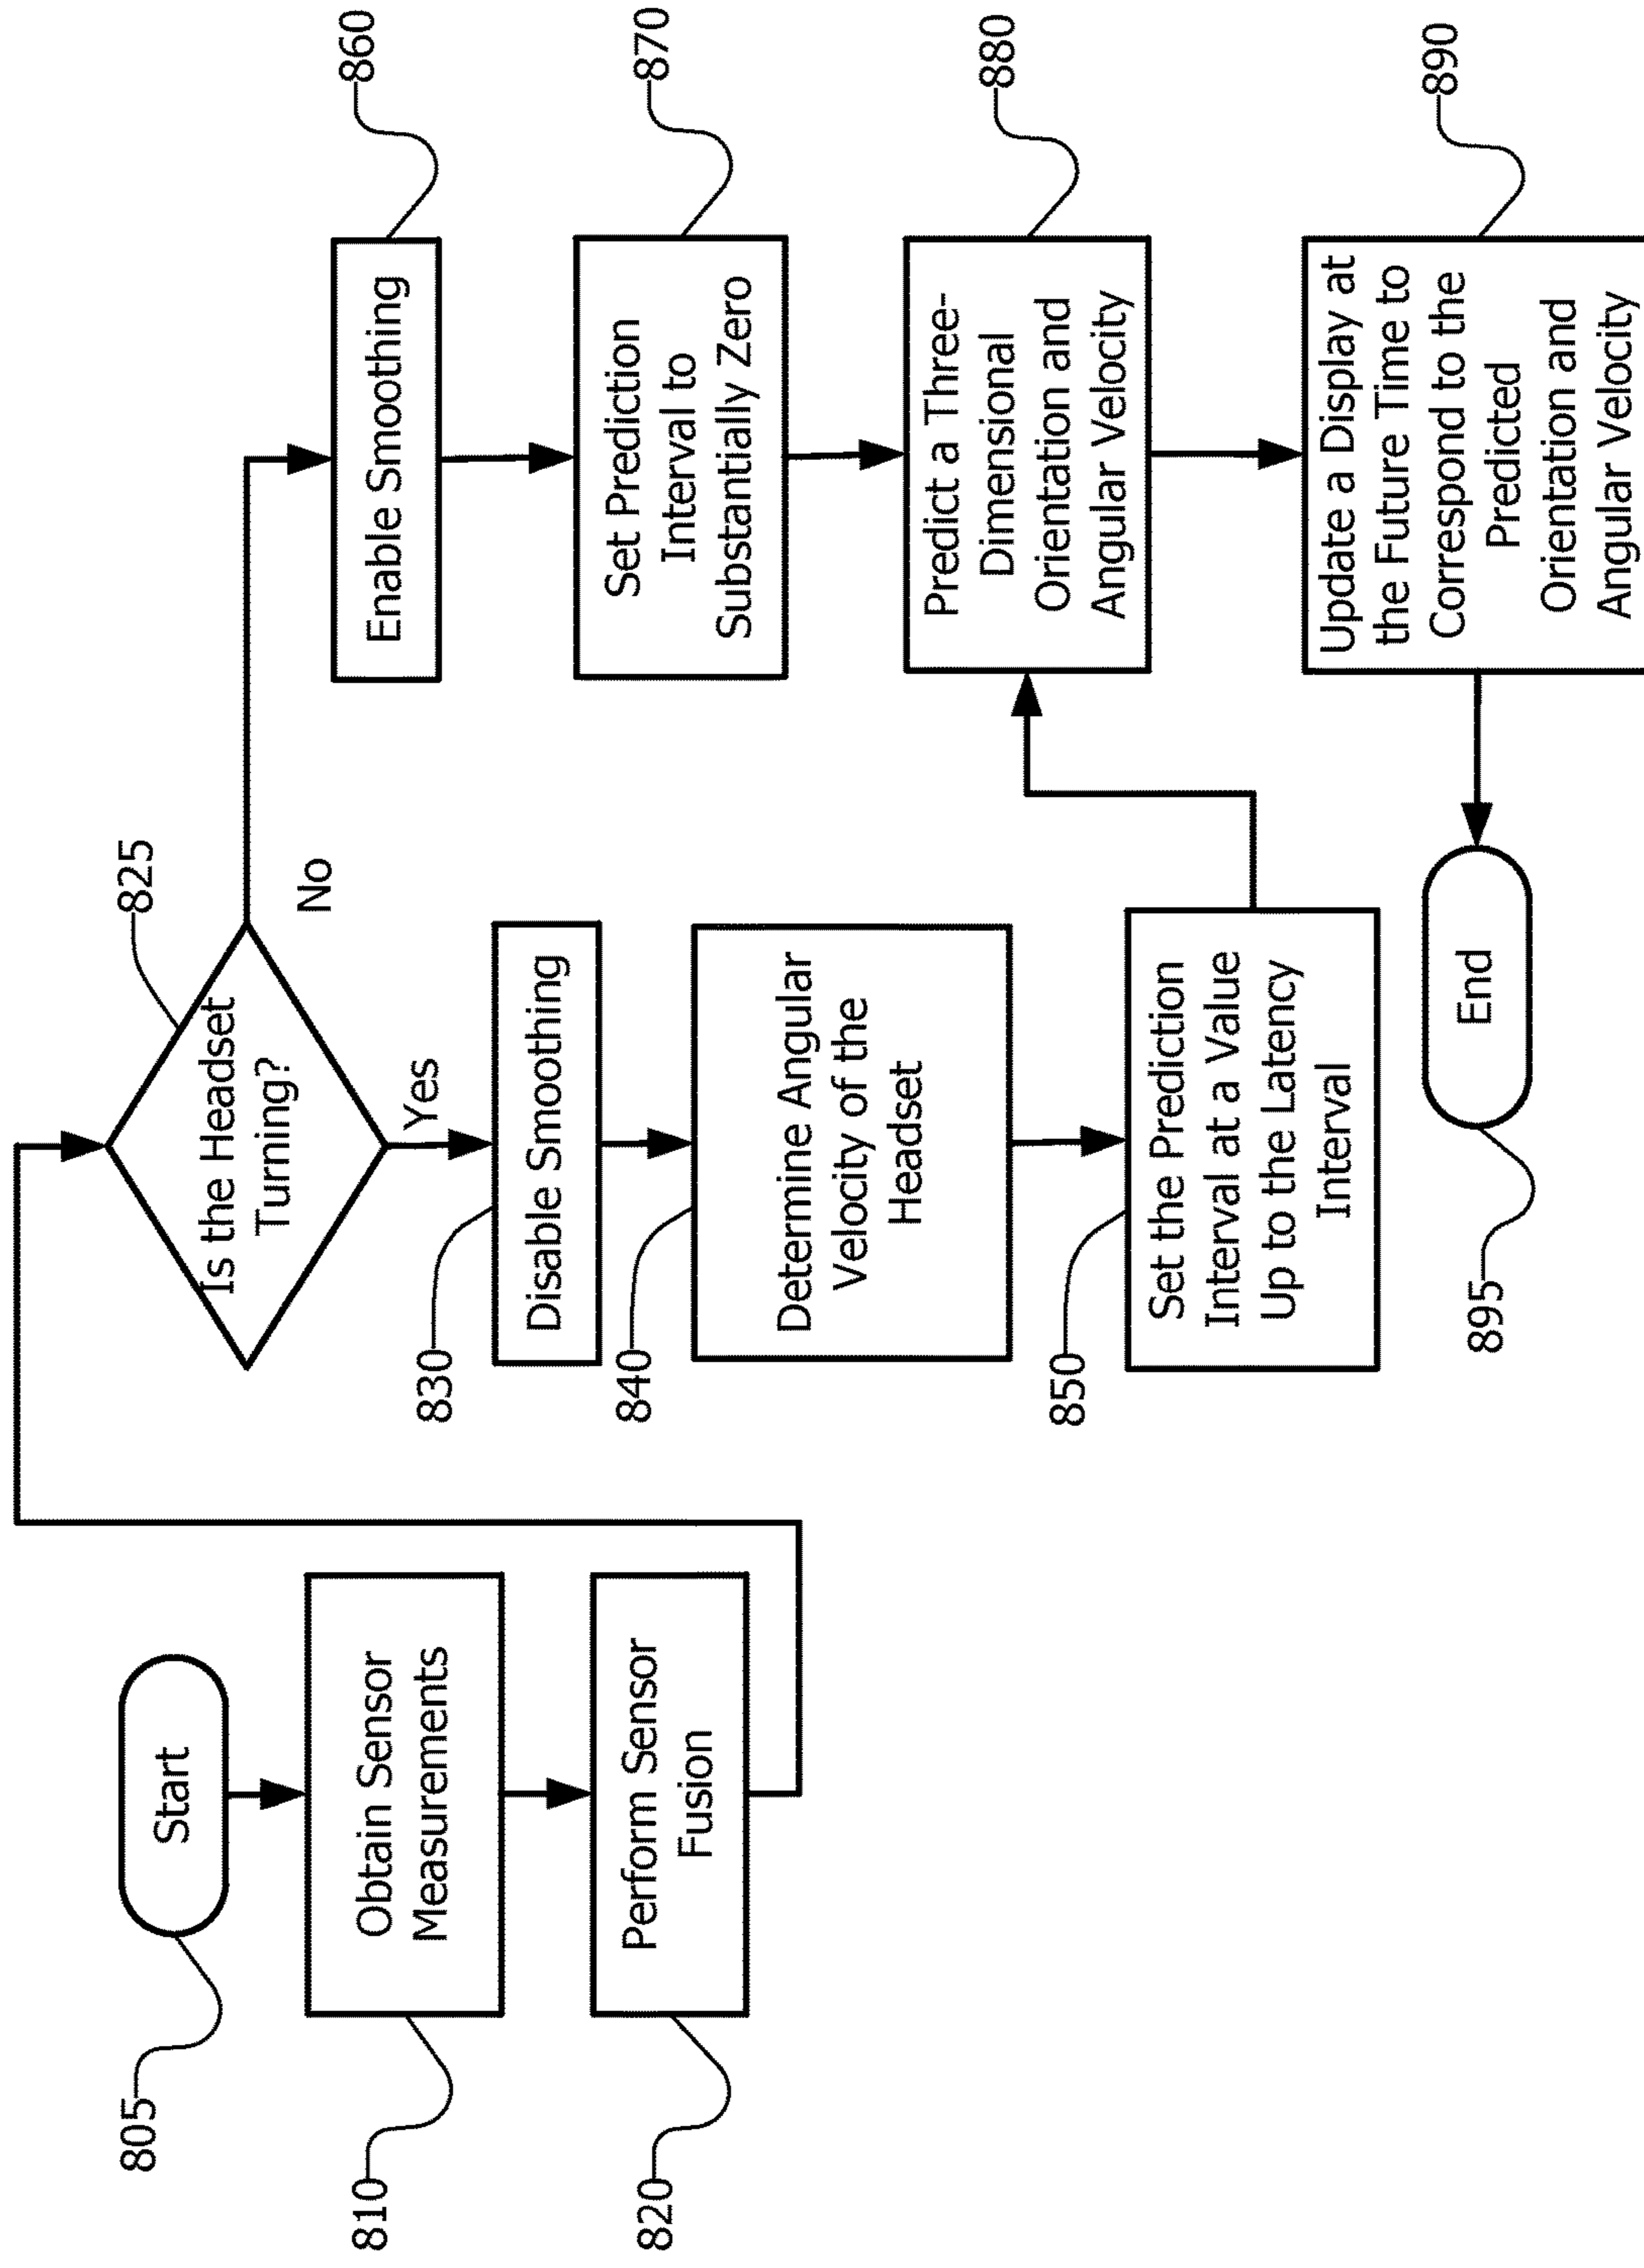 805
Start
810
Obtain Sensor
Measurements
820
Perform Sensor
Fusion
825
Is the Headset
Turning?
No
Yes
830
Disable Smoothing
840
Determine Angular
Velocity of the
Headset
850
Set the Prediction
Interval at a Value
Up to the Latency
Interval
860
Enable Smoothing
870
Set Prediction
Interval to
Substantially Zero
880
Predict a Three-
Dimensional
Orientation and
Angular Velocity
890
Update a Display at
the Future Time to
Correspond to the
Predicted
Orientation and
Angular Velocity
End
895